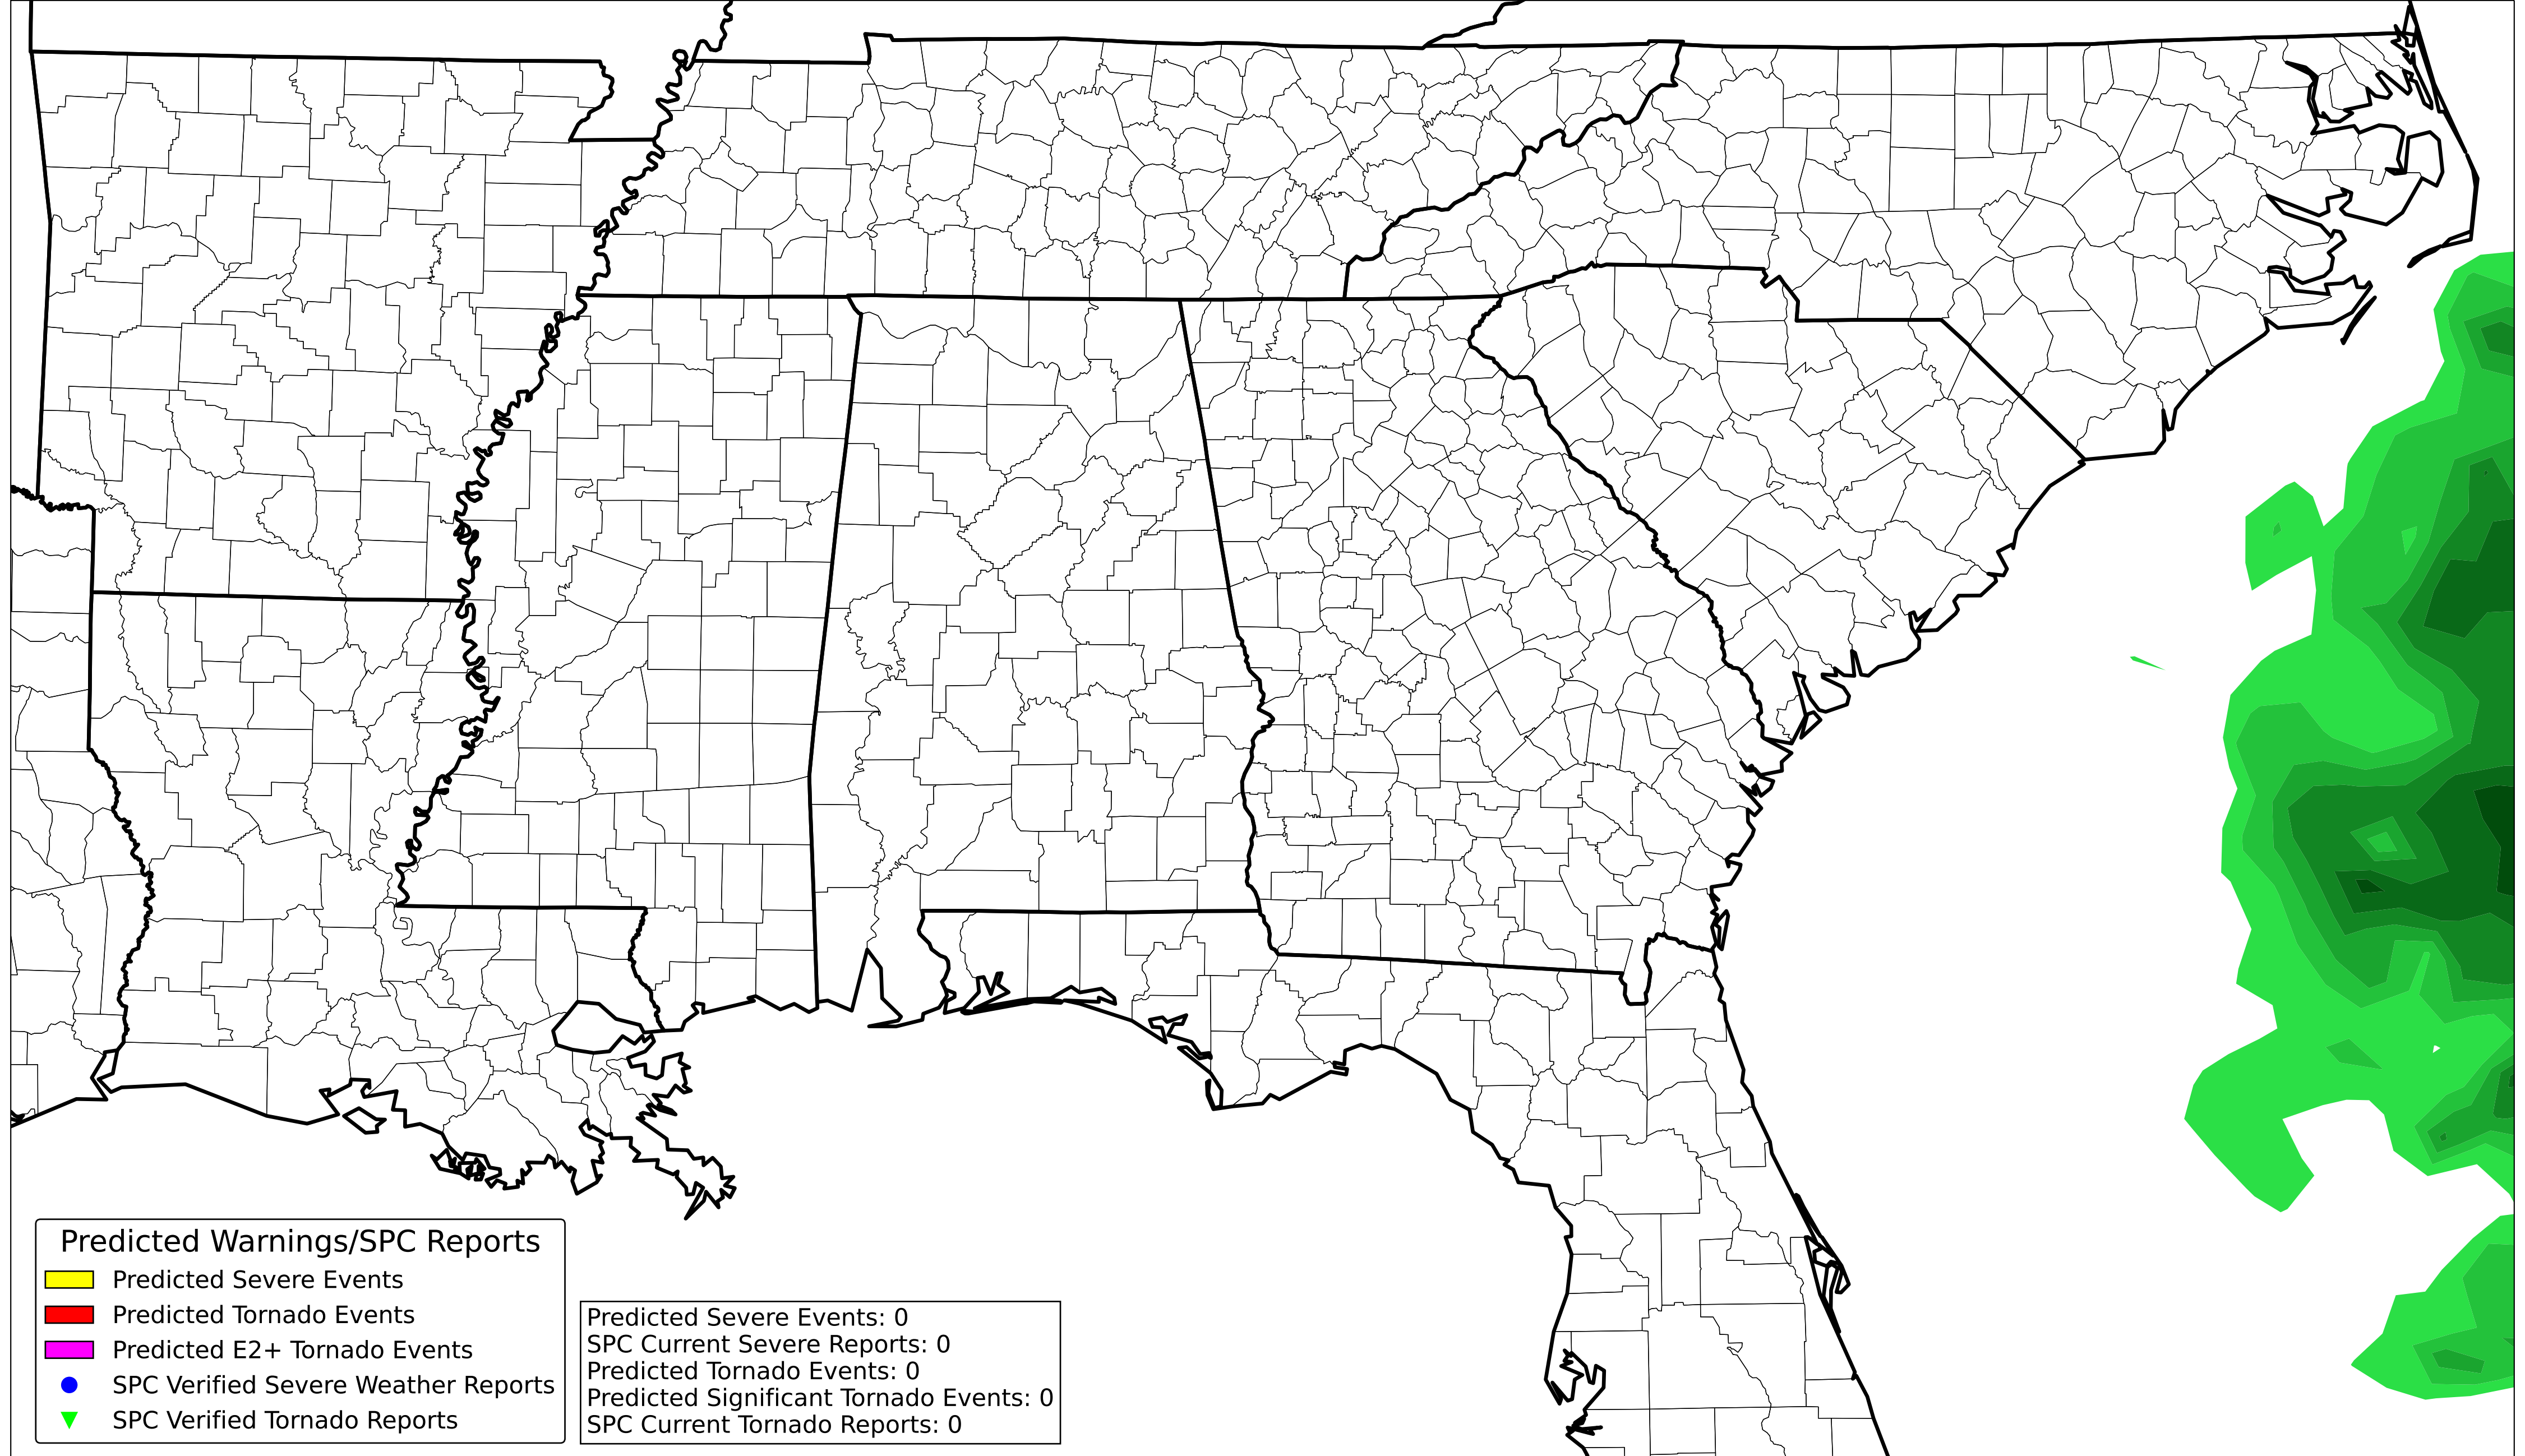 Predicted Warnings/SPC Reports
Predicted Severe Events
Predicted Tornado Events
Predicted E2+ Tornado Events
SPC Verified Severe Weather Reports
SPC Verified Tornado Reports
Predicted Severe Events: 0
SPC Current Severe Reports: 0
Predicted Tornado Events: 0
Predicted Significant Tornado Events: 0
SPC Current Tornado Reports: 0